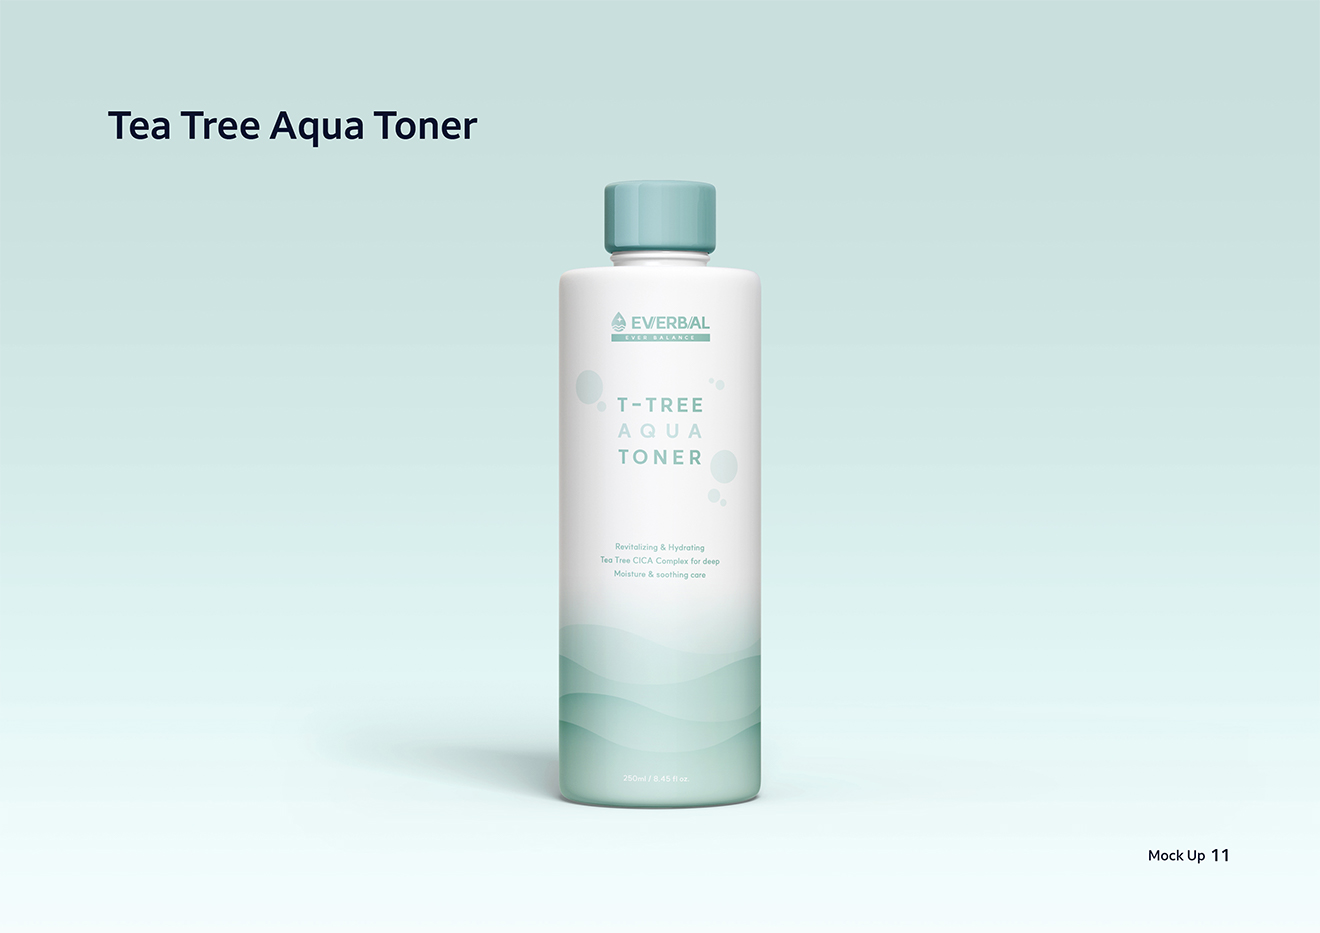 Tea Tree Aqua Toner
EVERBAL
EVER BALANCE
T-TREE
AQUA
TONER
Revitalizing & Hydrating
Tea Tree CICA Complex for deep
Moisture & soothing care
250ml / 8.45 fl oz.
Mock Up 11